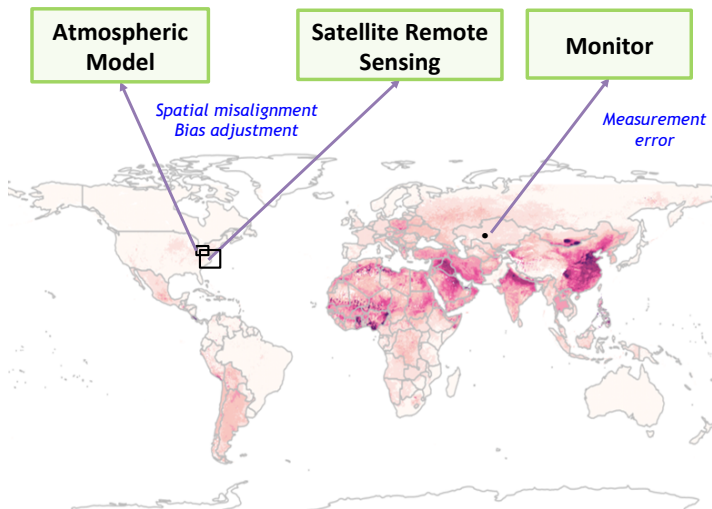 Atmospheric
Model
Satellite Remote
Sensing
Monitor
Spatial misalignment
Bias adjustment
Measurement
error